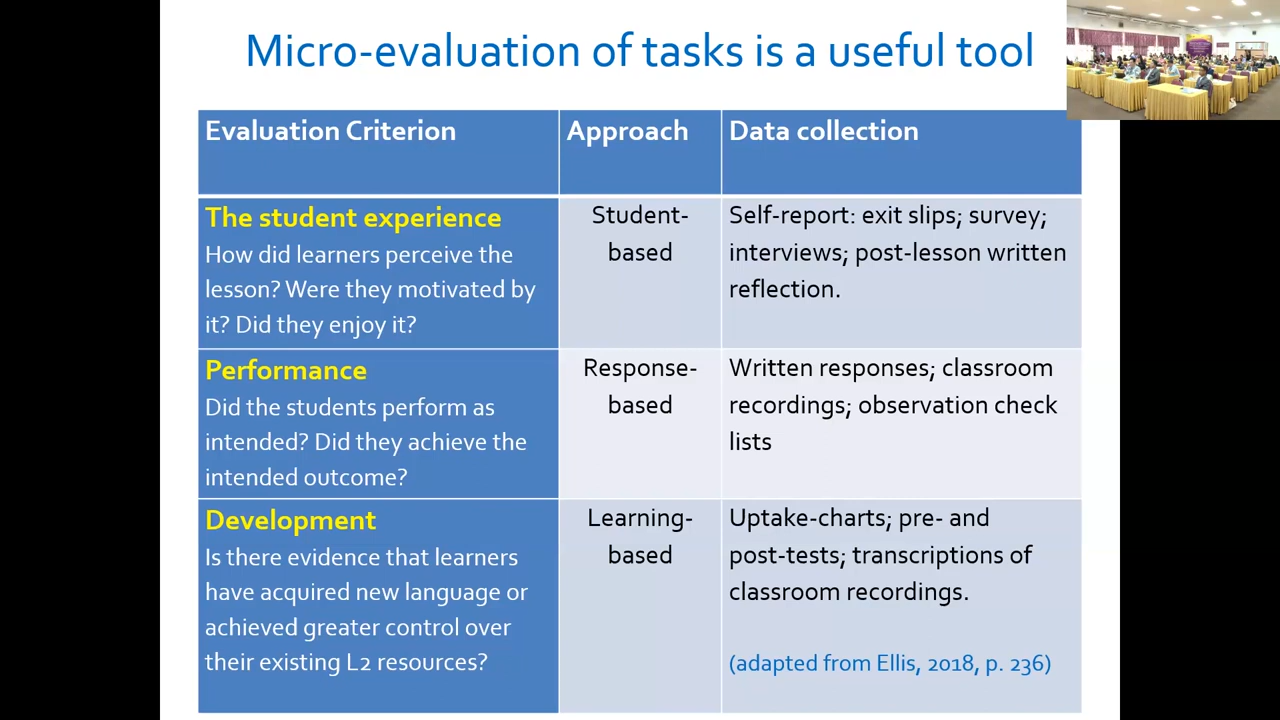 Micro-evaluation of tasks is a useful tool
Evaluation Criterion
Approach
Data collection
The student experience
How did learners perceive the
lesson? Were they motivated by
it? Did they enjoy it?
Student-
based
Self-report: exit slips; survey;
interviews; post-lesson written
reflection.
Performance
Did the students perform as
intended? Did they achieve the
intended outcome?
Response-
based
Written responses; classroom
recordings; observation check
lists
Development
Is there evidence that learners
have acquired new language or
achieved greater control over
their existing L2 resources?
Learning-
based
Uptake-charts; pre- and
post-tests; transcriptions of
classroom recordings.
(adapted from Ellis, 2018, p. 236)